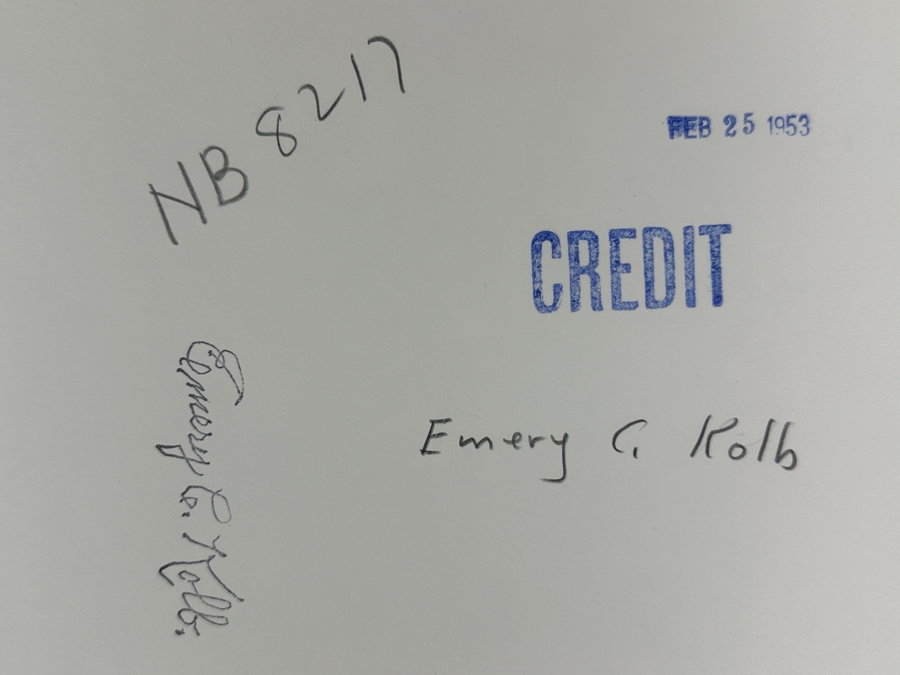 NB 8217
FEB 25 1953
CREDIT
Emery C. Kolb
Emery C. Kolb.